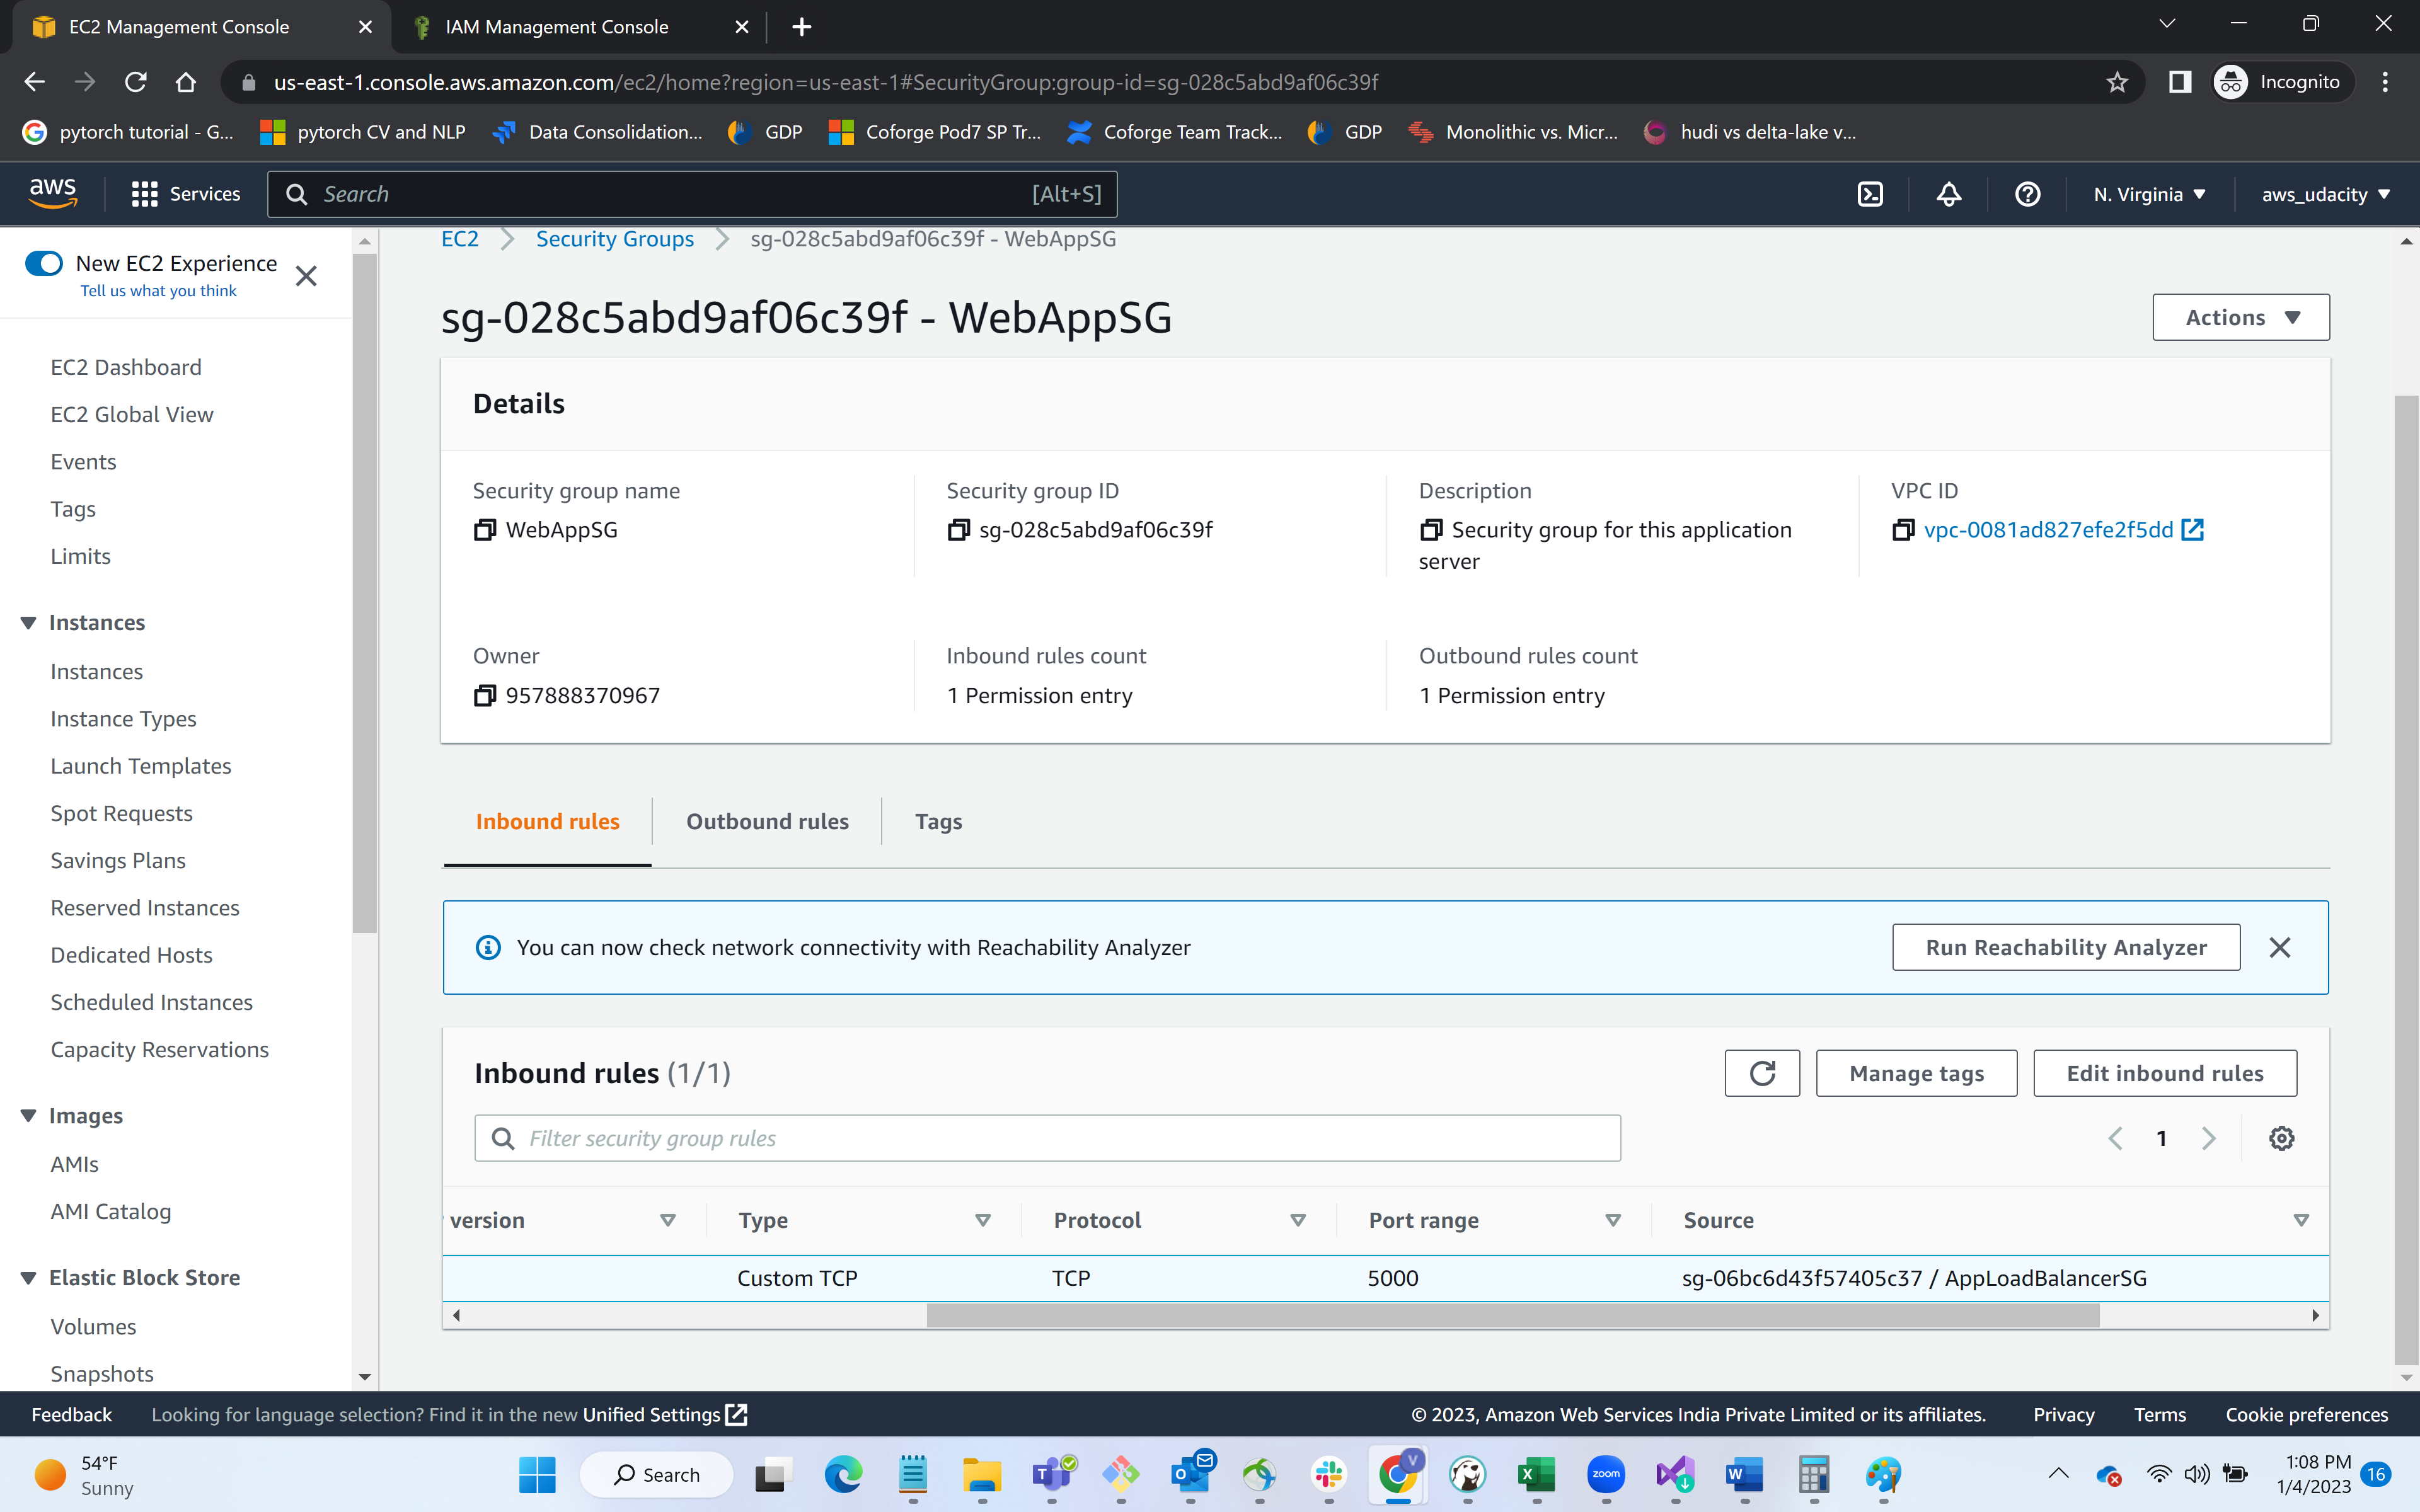 EC2 Management Console
IAM Management Console
us-east-1.console.aws.amazon.com/ec2/home?region=us-east-1#SecurityGroup:group-id=sg-028c5abd9af06c39f
Incognito
pytorch tutorial - G...
pytorch CV and NLP
Data Consolidation...
GDP
Coforge Pod7 SP Tr...
Coforge Team Track...
GDP
Monolithic vs. Micr...
hudi vs delta-lake v...
aws
Services
Search
[Alt+S]
N. Virginia
aws_udacity
New EC2 Experience
Tell us what you think
EC2 Dashboard
EC2 Global View
Events
Tags
Limits
Instances
Instances
Instance Types
Launch Templates
Spot Requests
Savings Plans
Reserved Instances
Dedicated Hosts
Scheduled Instances
Capacity Reservations
Images
AMIs
AMI Catalog
Elastic Block Store
Volumes
Snapshots
EC2 > Security Groups > sg-028c5abd9af06c39f - WebAppSG
sg-028c5abd9af06c39f - WebAppSG
Actions
Details
Security group name
WebAppSG
Security group ID
sg-028c5abd9af06c39f
Description
Security group for this application
server
VPC ID
vpc-0081ad827efe2f5dd
Owner
957888370967
Inbound rules count
1 Permission entry
Outbound rules count
1 Permission entry
Inbound rules
Outbound rules
Tags
You can now check network connectivity with Reachability Analyzer
Run Reachability Analyzer
Inbound rules (1/1)
Manage tags
Edit inbound rules
Filter security group rules
1
version
Type
Protocol
Port range
Source
Custom TCP
TCP
5000
sg-06bc6d43f57405c37 / AppLoadBalancerSG
Feedback
Looking for language selection? Find it in the new Unified Settings
© 2023, Amazon Web Services India Private Limited or its affiliates.
Privacy
Terms
Cookie preferences
54°F
Sunny
Search
zoom
V
1:08 PM
1/4/2023
16